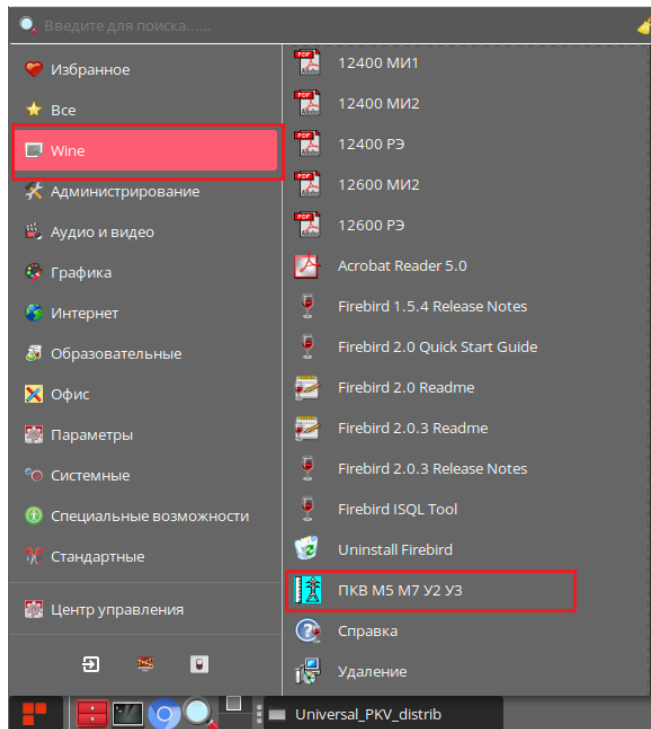 Введите для поиска......
Избранное
Все
Wine
Администрирование
Аудио и видео
Графика
Интернет
Образовательные
Офис
Параметры
Системные
Специальные возможности
Стандартные
Центр управления
12400 МИ1
12400 МИ2
12400 РЭ
12600 МИ2
12600 РЭ
Acrobat Reader 5.0
Firebird 1.5.4 Release Notes
Firebird 2.0 Quick Start Guide
Firebird 2.0 Readme
Firebird 2.0.3 Readme
Firebird 2.0.3 Release Notes
Firebird ISQL Tool
Uninstall Firebird
ПКВ М5 М7 У2 У3
Справка
Удаление
Universal_PKV_distrib